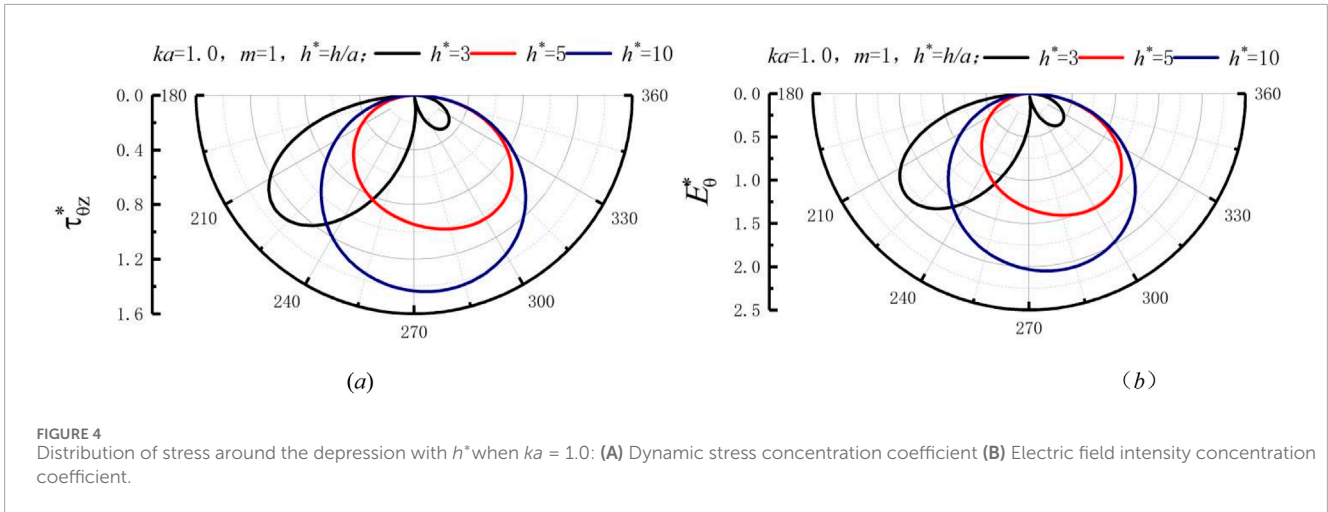 ka=1.0, m=1, h*=h/a; h*=3 h*=5 h*=10
0.0 180 360
0.4
0.8
1.2
1.6
τ*θz
210
240
270
300
330
(a)
ka=1.0, m=1, h*=h/a; h*=3 h*=5 h*=10
0.0 180 360
0.5
1.0
1.5
2.0
2.5
E*θ
210
240
270
300
330
(b)
FIGURE 4
Distribution of stress around the depression with h* when ka = 1.0: (A) Dynamic stress concentration coefficient (B) Electric field intensity concentration
coefficient.